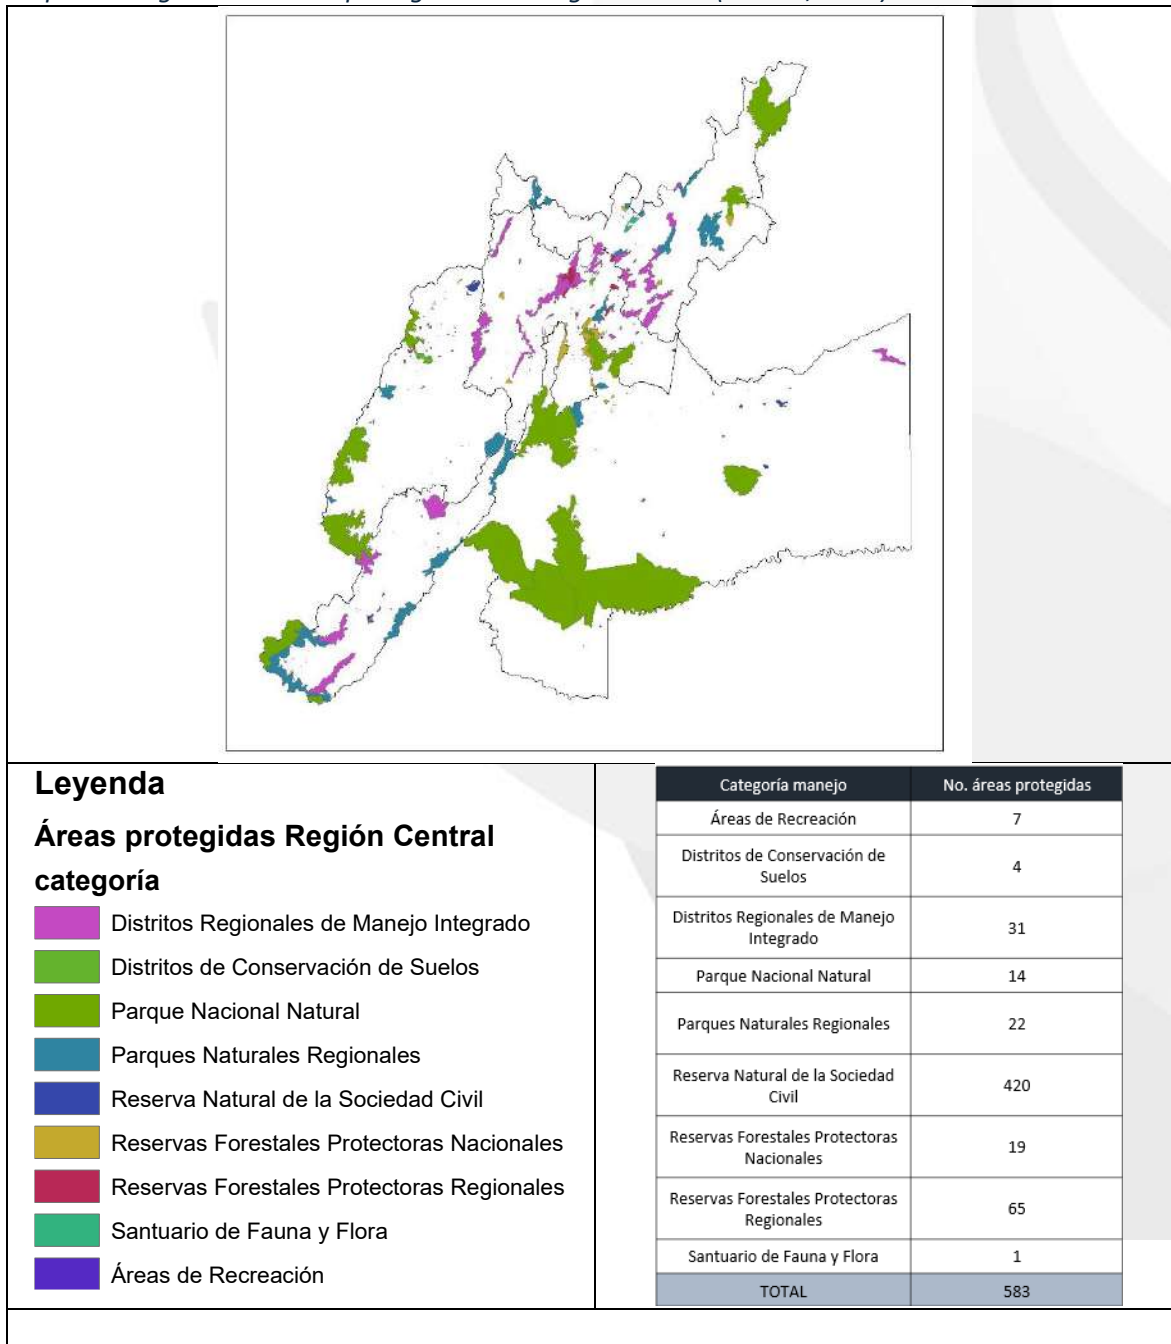 Leyenda
Áreas protegidas Región Central
categoría
Distritos Regionales de Manejo Integrado
Distritos de Conservación de Suelos
Parque Nacional Natural
Parques Naturales Regionales
Reserva Natural de la Sociedad Civil
Reservas Forestales Protectoras Nacionales
Reservas Forestales Protectoras Regionales
Santuario de Fauna y Flora
Áreas de Recreación
Categoría manejo No. áreas protegidas
Áreas de Recreación 7
Distritos de Conservación de
Suelos 4
Distritos Regionales de Manejo
Integrado 31
Parque Nacional Natural 14
Parques Naturales Regionales 22
Reserva Natural de la Sociedad
Civil 420
Reservas Forestales Protectoras
Nacionales 19
Reservas Forestales Protectoras
Regionales 65
Santuario de Fauna y Flora 1
TOTAL 583